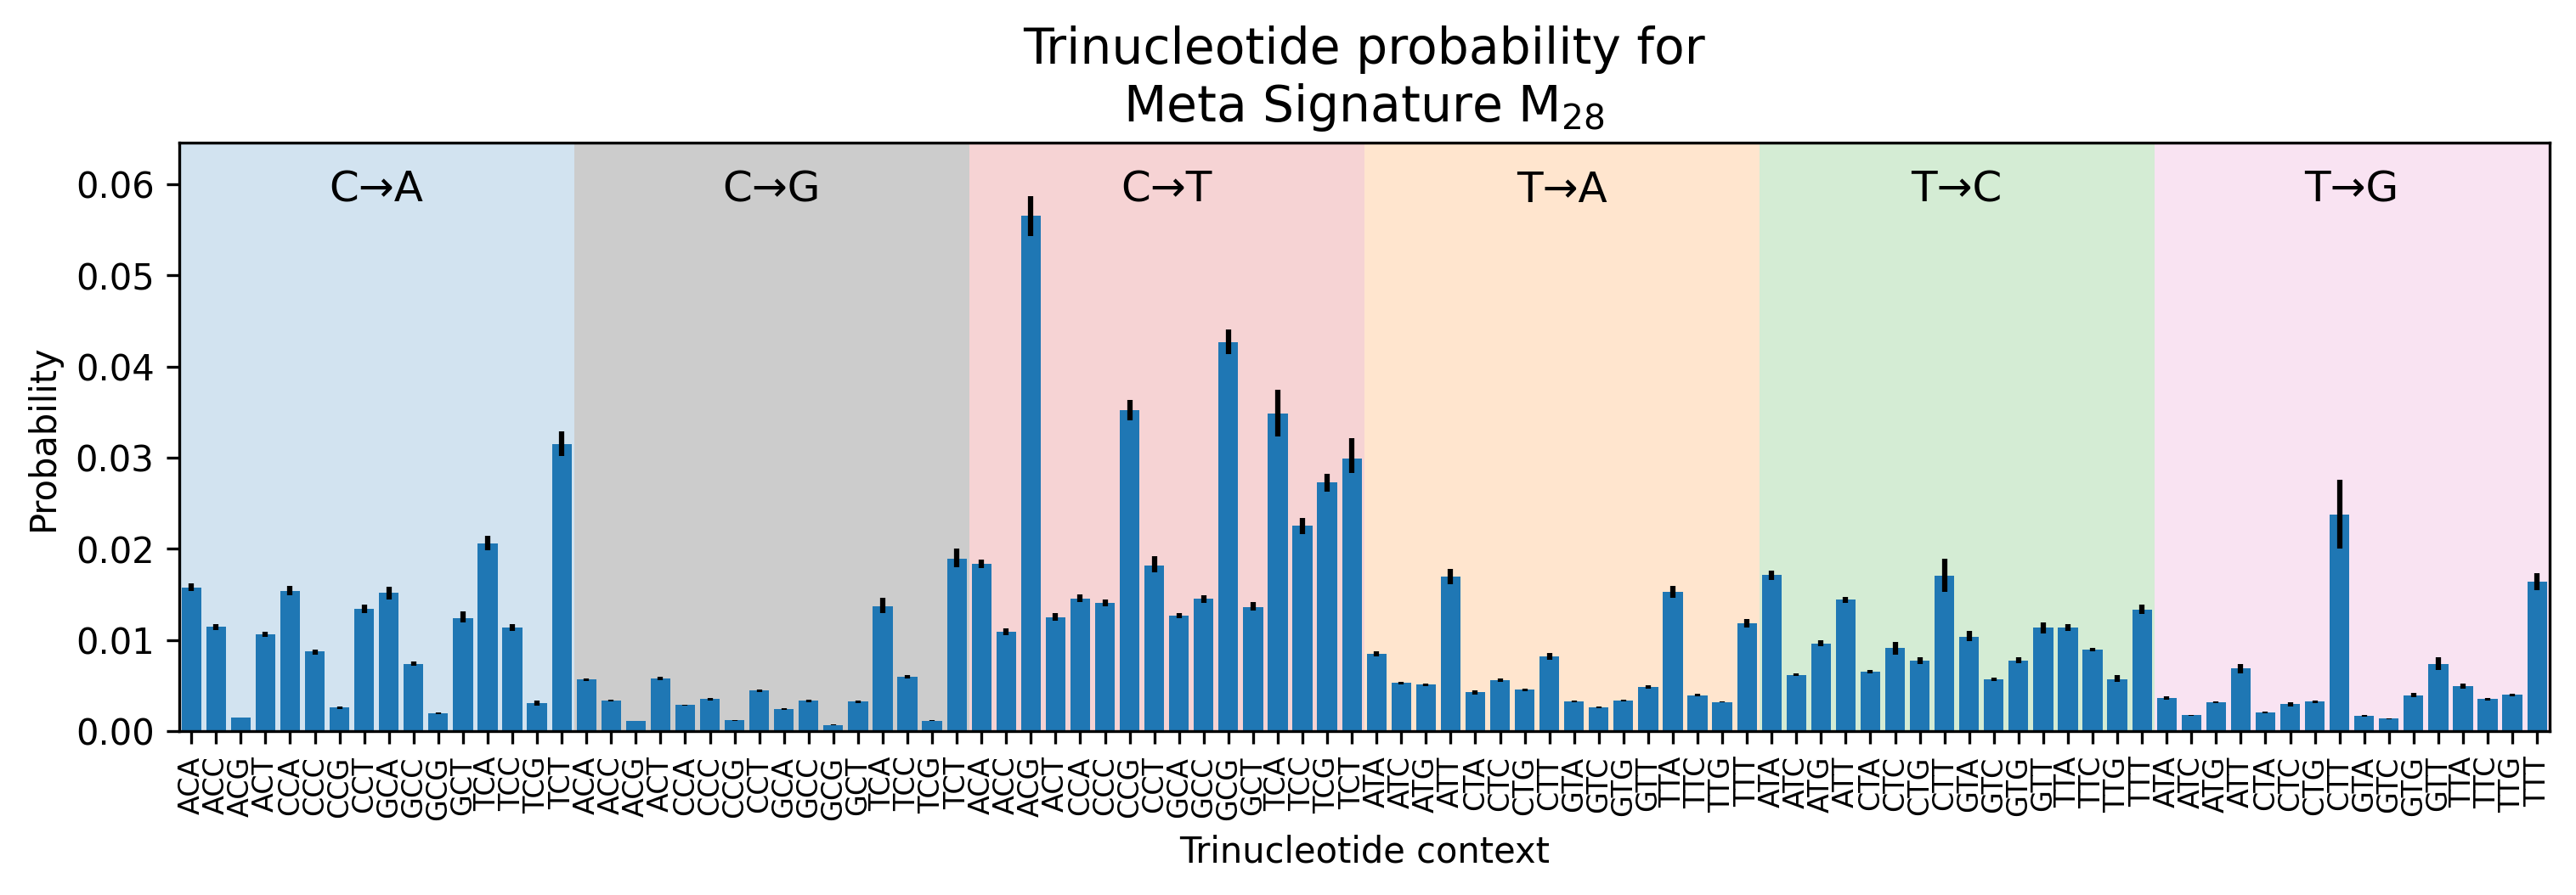 Trinucleotide probability for
Meta Signature M28
C→A C→G C→T T→A T→C T→G
0.06
0.05
0.04
0.03
0.02
0.01
0.00
Probability
ACA ACC ACG ACT CCA CCC CCG CCT GCA GCC GCG GCT TCA TCC TCG TCT ACA ACC ACG ACT CCA CCC CCG CCT GCA GCC GCG GCT TCA TCC TCG TCT ACA ACC ACG ACT CCA CCC CCG CCT GCA GCC GCG GCT TCA TCC TCG TCT ATA ATC ATG ATT CTA CTC CTG CTT GTA GTC GTG GTT TTA TTC TTG TTT ATA ATC ATG ATT CTA CTC CTG CTT GTA GTC GTG GTT TTA TTC TTG TTT ATA ATC ATG ATT CTA CTC CTG CTT GTA GTC GTG GTT TTA TTC TTG TTT
Trinucleotide context